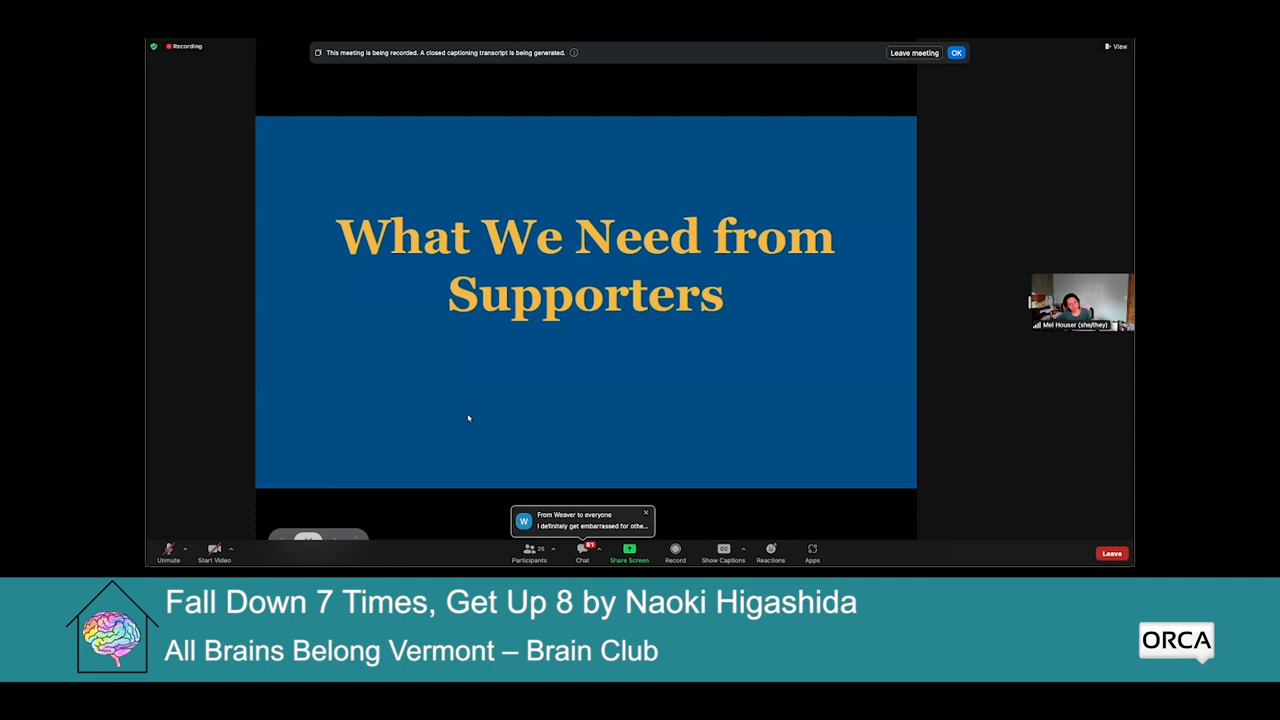 Recording
This meeting is being recorded. A closed captioning transcript is being generated.
Leave meeting
OK
View
What We Need from
Supporters
Mel Houser (she/they)
W
From Weaver to everyone
I definitely get embarrassed for othe...
Unmute
Start Video
Participants
25
Chat
81
Share Screen
Record
CC
Show Captions
Reactions
Apps
Leave
Fall Down 7 Times, Get Up 8 by Naoki Higashida
All Brains Belong Vermont – Brain Club
ORCA